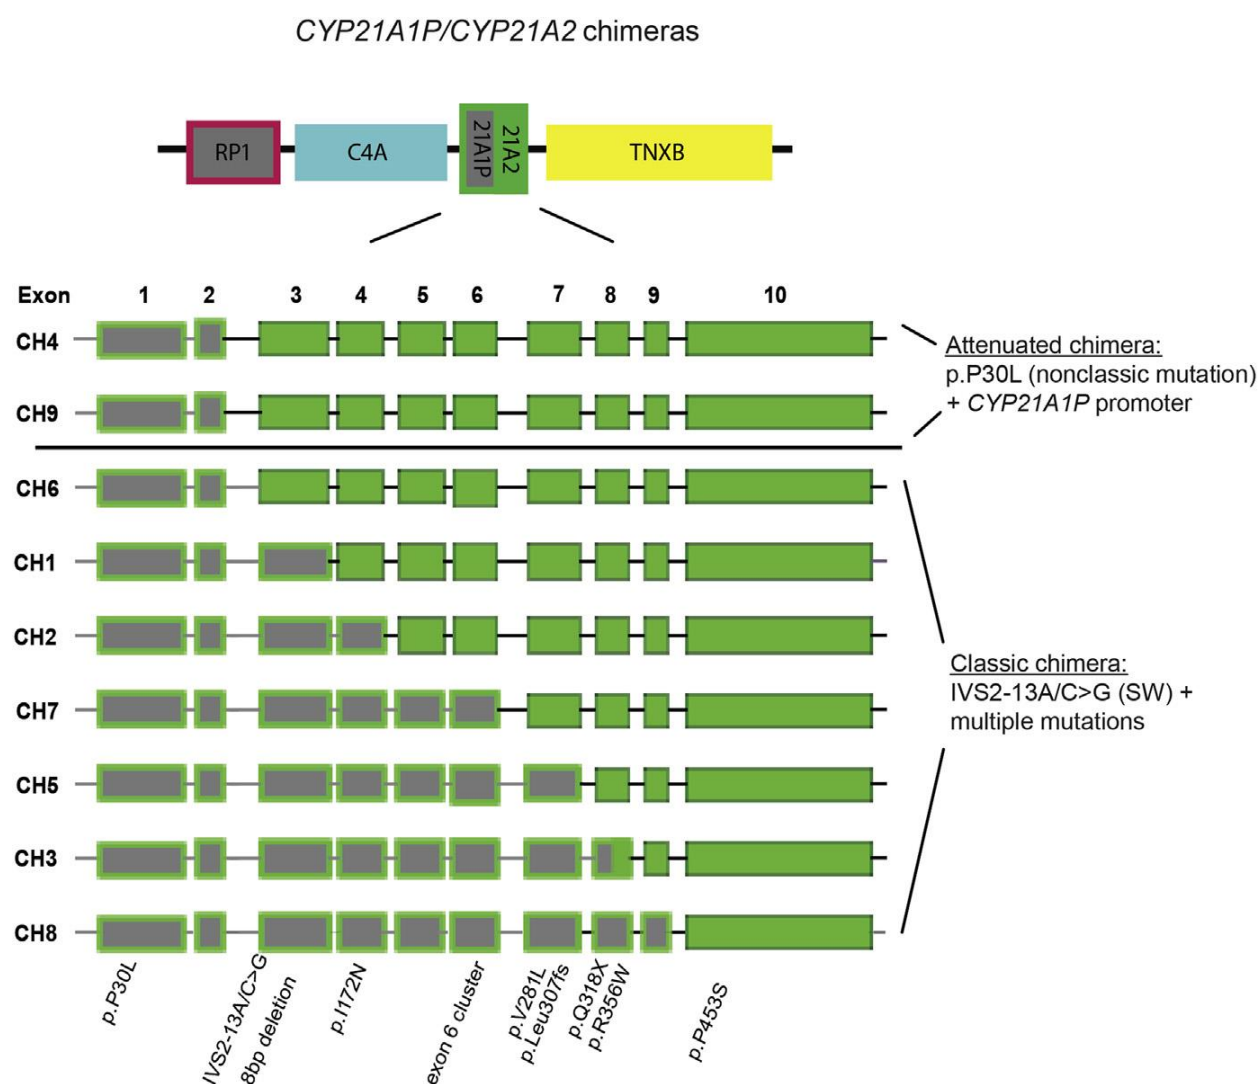 CYP21A1P/CYP21A2 chimeras
RP1
C4A
21A1P
21A2
TNXB
Exon 1 2 3 4 5 6 7 8 9 10
CH4
CH9
CH6
CH1
CH2
CH7
CH5
CH3
CH8
Attenuated chimera:
p.P30L (nonclassic mutation)
+ CYP21A1P promoter
Classic chimera:
IVS2-13A/C>G (SW) +
multiple mutations
p.P30L
IVS2-13A/C>G
8bp deletion
p.I172N
exon 6 cluster
p.V281L
p.Leu307fs
p.Q318X
p.R356W
p.P453S